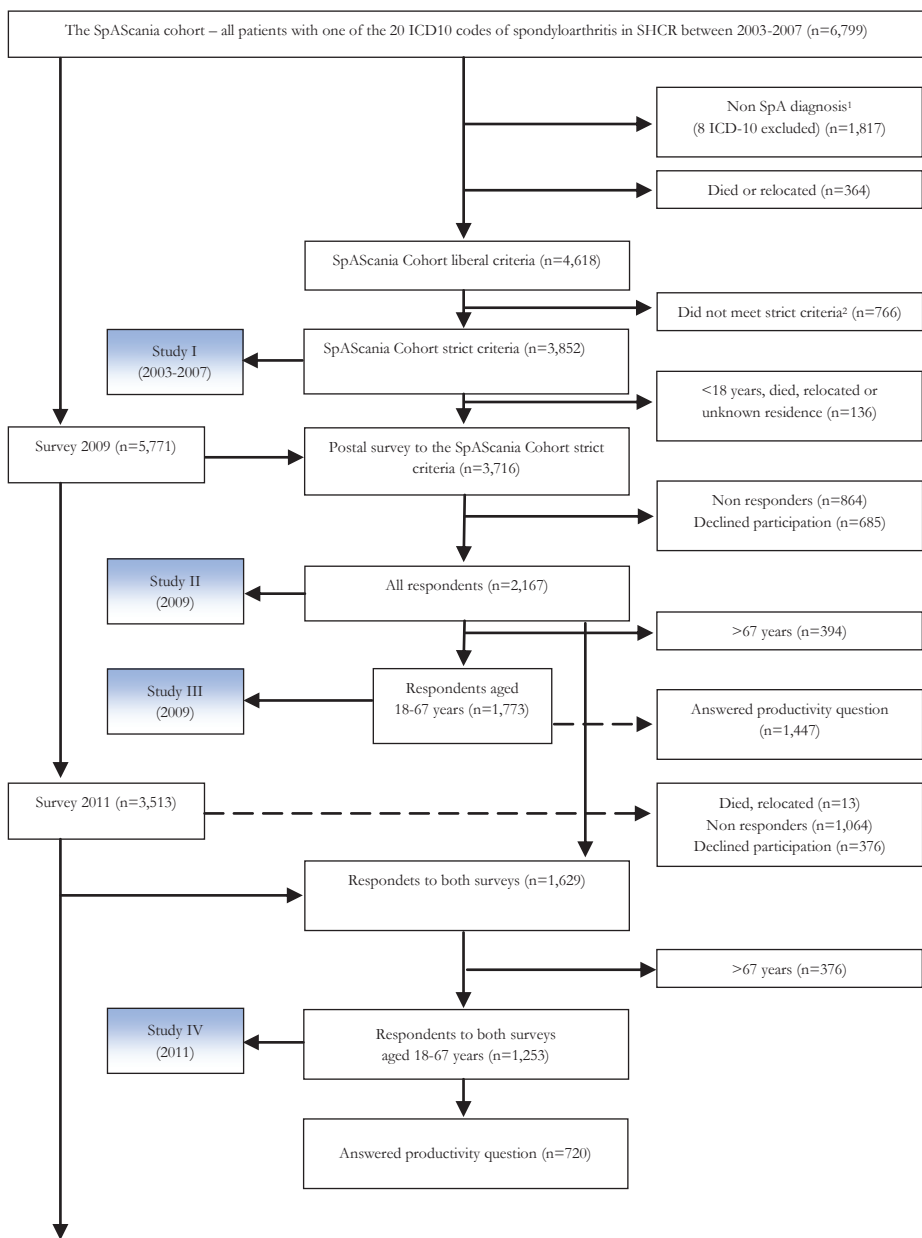 The SpAScania cohort – all patients with one of the 20 ICD10 codes of spondyloarthritis in SHCR between 2003-2007 (n=6,799)
Non SpA diagnosis¹
(8 ICD-10 excluded) (n=1,817)
Died or relocated (n=364)
SpAScania Cohort liberal criteria (n=4,618)
Did not meet strict criteria² (n=766)
Study I
(2003-2007)
SpAScania Cohort strict criteria (n=3,852)
<18 years, died, relocated or
unknown residence (n=136)
Survey 2009 (n=5,771)
Postal survey to the SpAScania Cohort strict
criteria (n=3,716)
Non responders (n=864)
Declined participation (n=685)
Study II
(2009)
All respondents (n=2,167)
>67 years (n=394)
Study III
(2009)
Respondents aged
18-67 years (n=1,773)
Answered productivity question
(n=1,447)
Survey 2011 (n=3,513)
Died, relocated (n=13)
Non responders (n=1,064)
Declined participation (n=376)
Respondets to both surveys (n=1,629)
>67 years (n=376)
Study IV
(2011)
Respondents to both surveys
aged 18-67 years (n=1,253)
Answered productivity question (n=720)